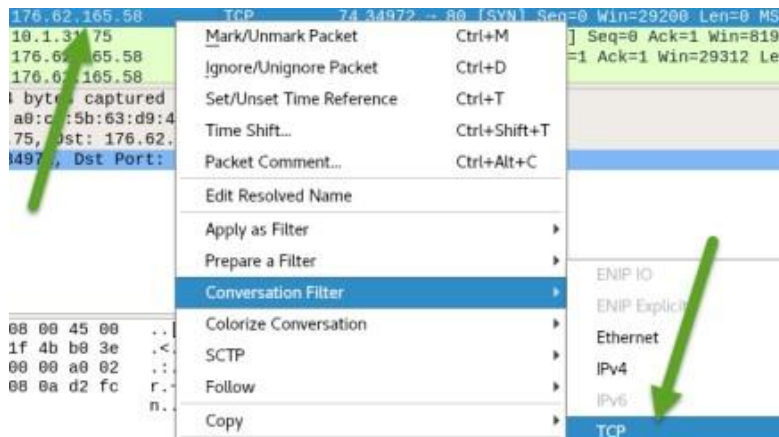 176.62.165.58 TCP 74 34972 → 80 [SYN] Seq=0 Win=29200 Len=0 MS
10.1.31.75 ] Seq=0 Ack=1 Win=819
176.62.165.58 =1 Ack=1 Win=29312 Le
176.62.165.58
bytes captured
75, Dst: 176.62.
Dst Port:
Mark/Unmark Packet Ctrl+M
Ignore/Unignore Packet Ctrl+D
Set/Unset Time Reference Ctrl+T
Time Shift... Ctrl+Shift+T
Packet Comment... Ctrl+Alt+C
Edit Resolved Name
Apply as Filter
Prepare a Filter
Conversation Filter
Colorize Conversation
SCTP
Follow
Copy
ENIP IO
ENIP Explicit
Ethernet
IPv4
IPv6
TCP
08 00 45 00 ..
1f 4b b0 3e .<.
00 00 a0 02 .:.
08 0a d2 fc r.
n..